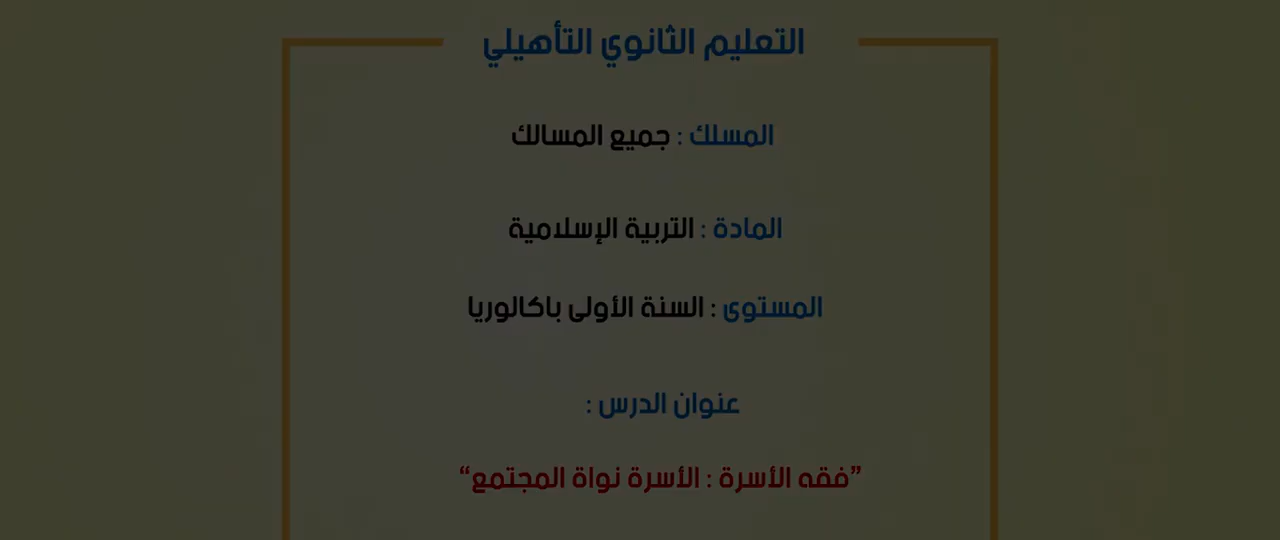 التعليم الثانوي التأهيلي
المسلك : جميع المسالك
المادة : التربية الإسلامية
المستوى : السنة الأولى باكالوريا
عنوان الدرس :
”فقه الأسرة : الأسرة نواة المجتمع“